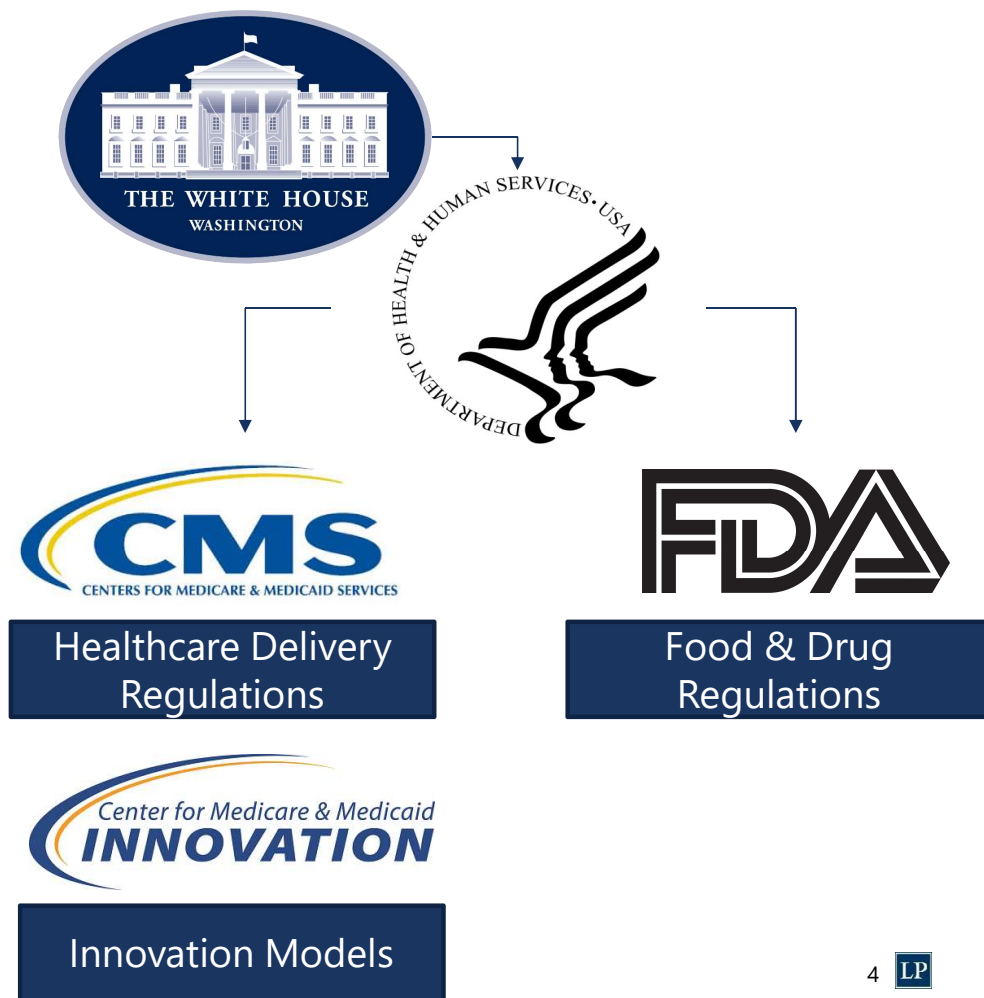 THE WHITE HOUSE
WASHINGTON
DEPARTMENT OF HEALTH & HUMAN SERVICES • USA
CMS
CENTERS FOR MEDICARE & MEDICAID SERVICES
FDA
Healthcare Delivery
Regulations
Food & Drug
Regulations
Center for Medicare & Medicaid
INNOVATION
Innovation Models
4
LP